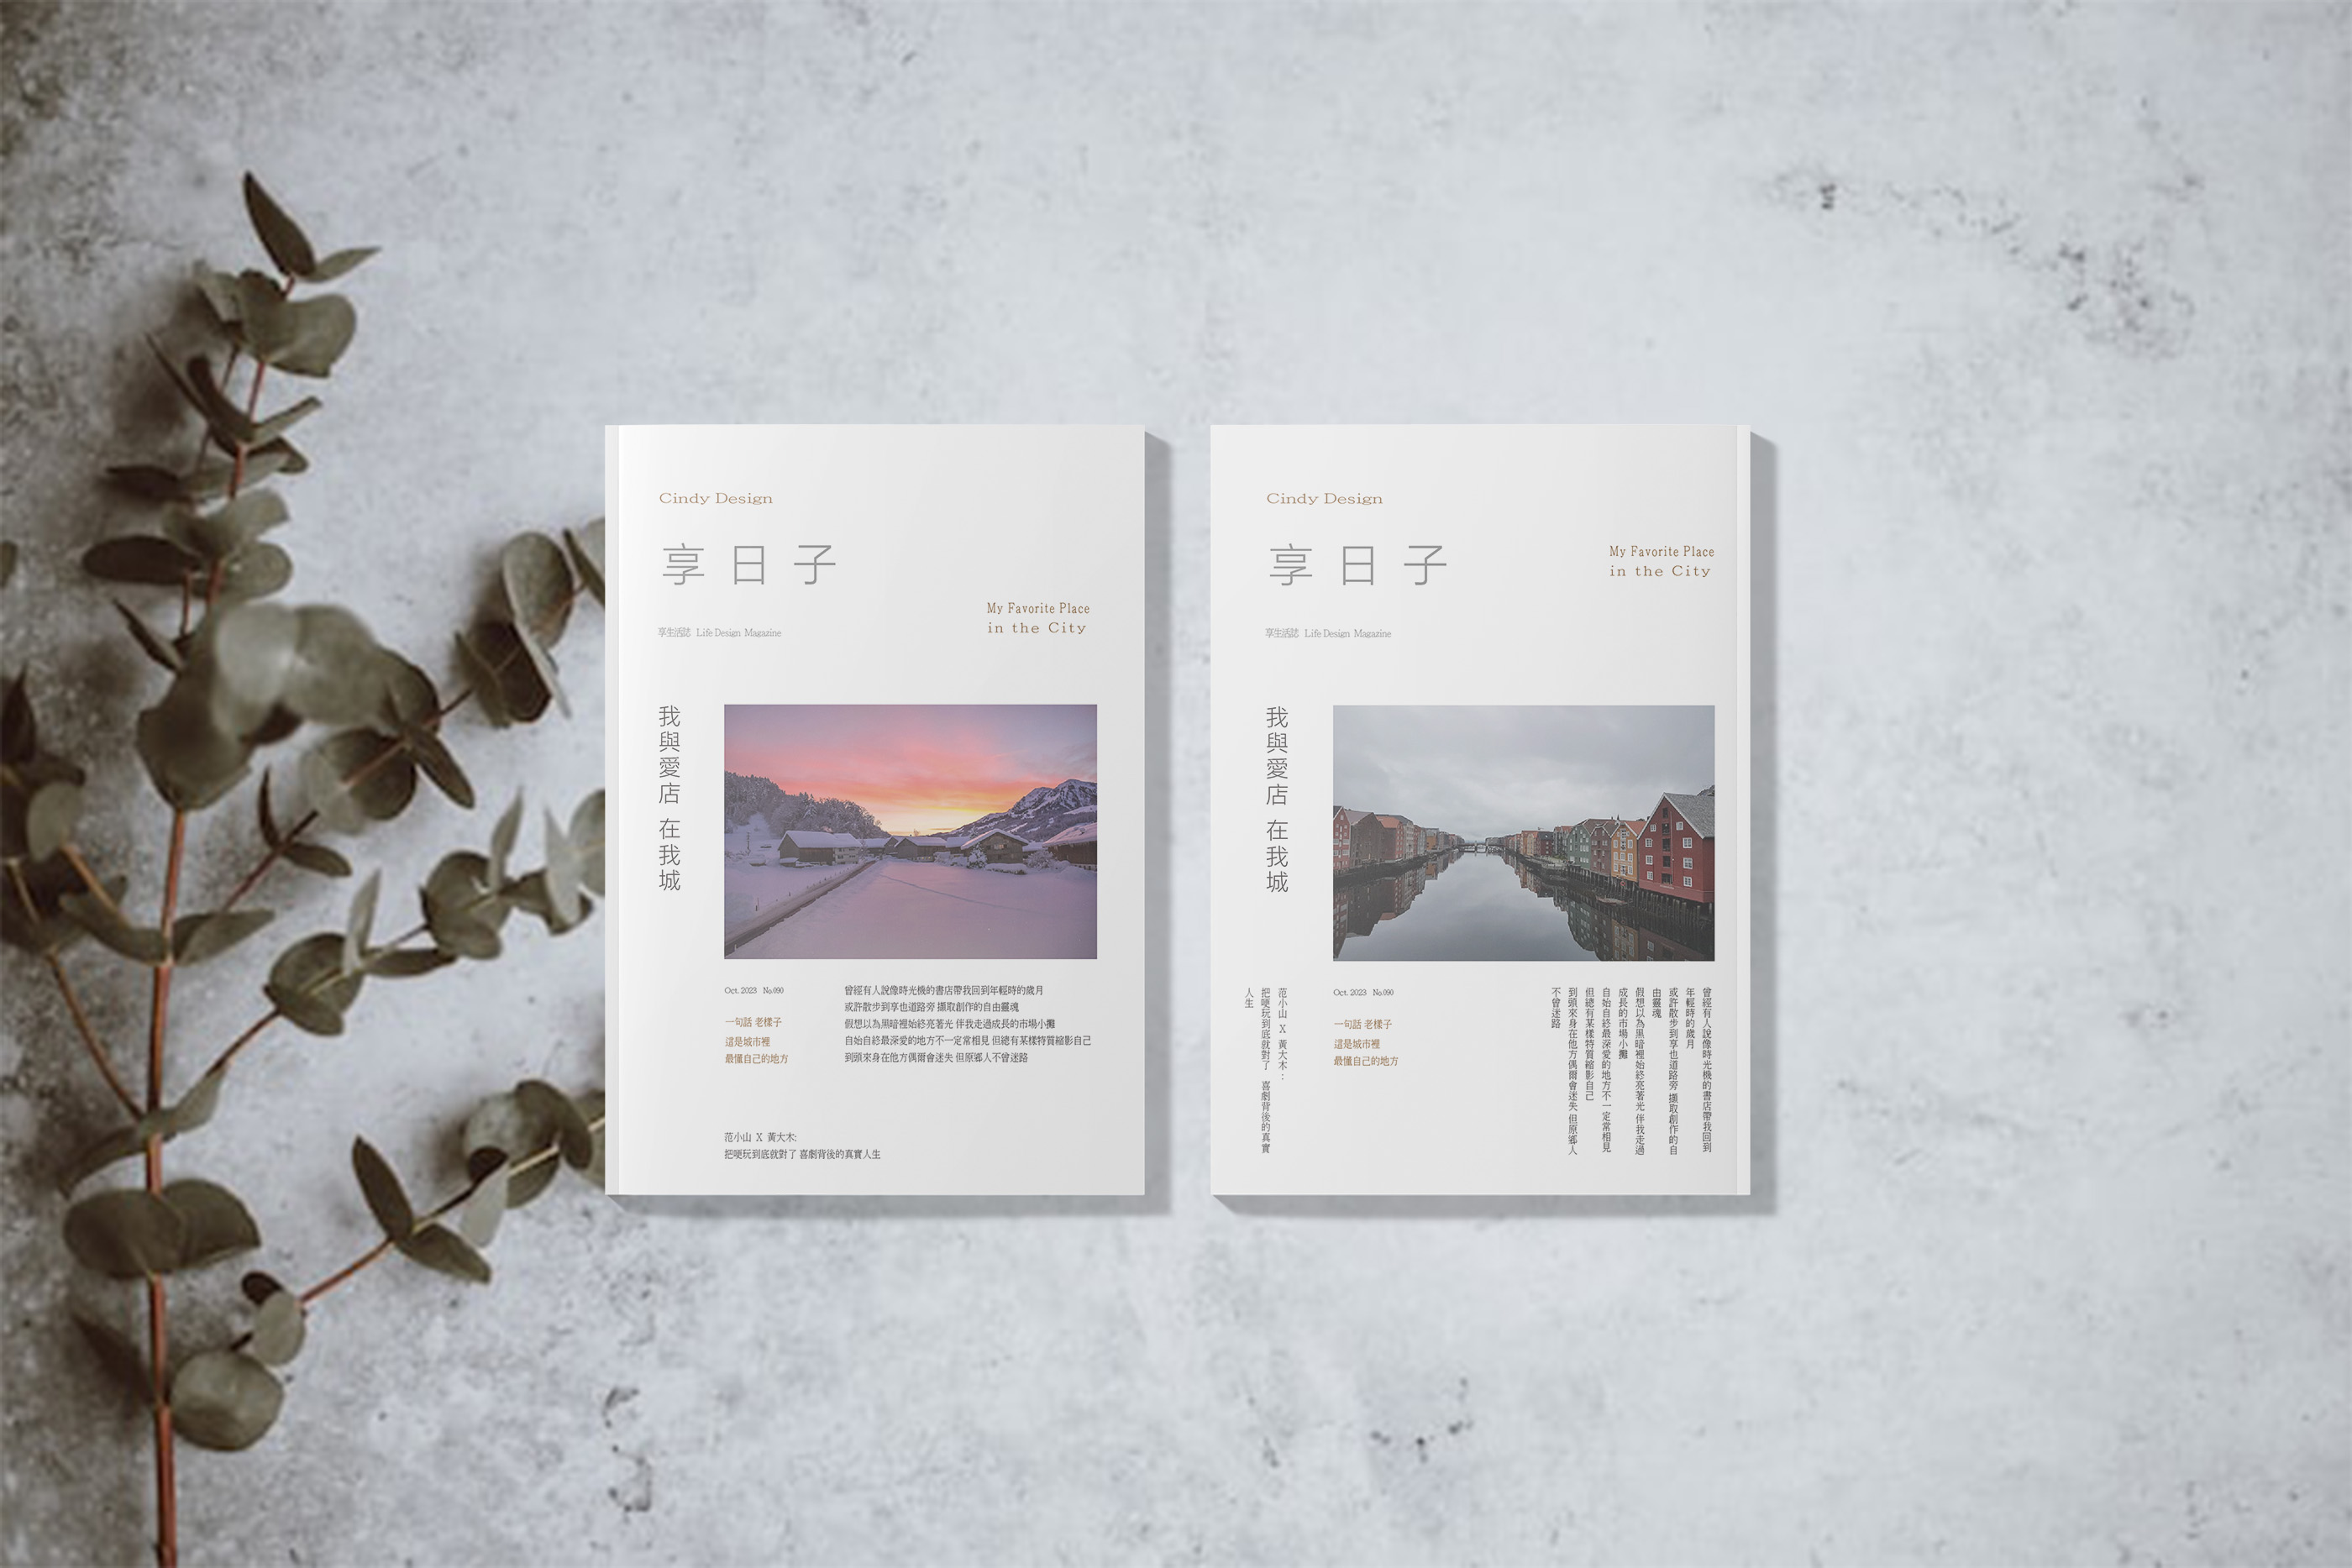 Cindy Design
享日子
My Favorite Place
in the City
享生活誌 Life Design Magazine
我與愛店 在我城
Oct. 2023 No.090
一句話 老樣子
這是城市裡
最懂自己的地方
曾經有人說像時光機的書店帶我回到年輕時的歲月
或許散步到享也道路旁 擷取創作的自由靈魂
假想以為黑暗裡始終亮著光 伴我走過成長的市場小攤
自始自終最深愛的地方不一定常相見 但總有某樣特質縮影自己
到頭來身在他方偶爾會迷失 但原鄉人不曾迷路
范小山 X 黃大木:
把哽玩到底就對了 喜劇背後的真實人生
Cindy Design
享日子
My Favorite Place
in the City
享生活誌 Life Design Magazine
我與愛店 在我城
Oct. 2023 No.090
一句話 老樣子
這是城市裡
最懂自己的地方
曾經有人說像時光機的書店帶我回到
年輕時的歲月
或許散步到享也道路旁 擷取創作的自
由靈魂
假想以為黑暗裡始終亮著光 伴我走過
成長的市場小攤
自始自終最深愛的地方不一定常相見
但總有某樣特質縮影自己
到頭來身在他方偶爾會迷失 但原鄉人
不曾迷路
范小山 X 黃大木:
把哽玩到底就對了 喜劇背後的真實
人生